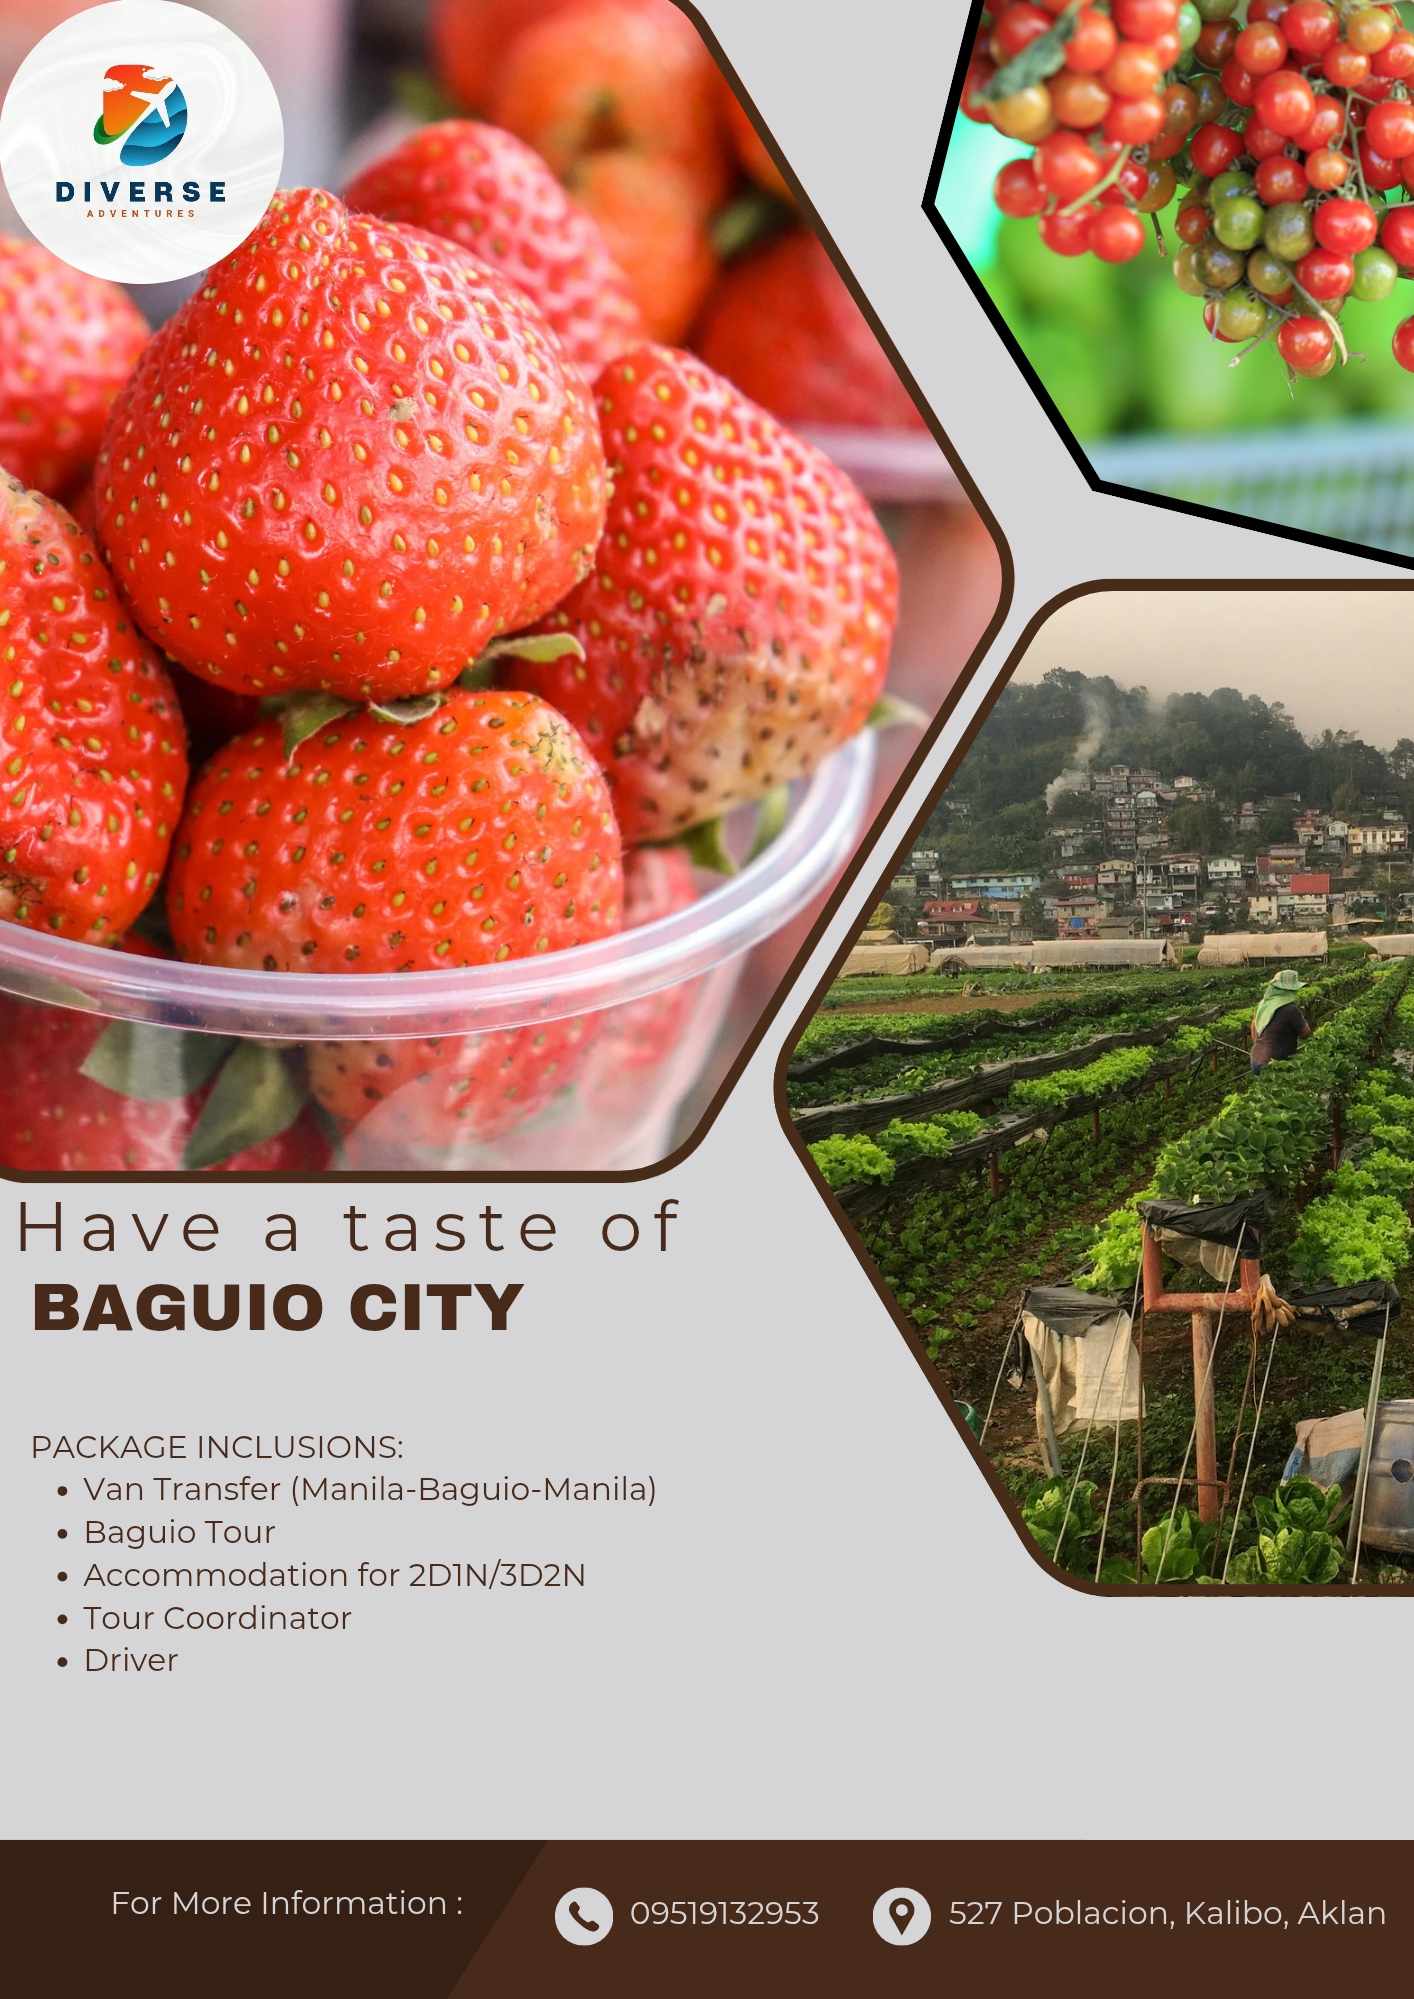 DIVERSE
ADVENTURES
Have a taste of
BAGUIO CITY
PACKAGE INCLUSIONS:
• Van Transfer (Manila-Baguio-Manila)
• Baguio Tour
• Accommodation for 2D1N/3D2N
• Tour Coordinator
• Driver
For More Information :
09519132953
527 Poblacion, Kalibo, Aklan